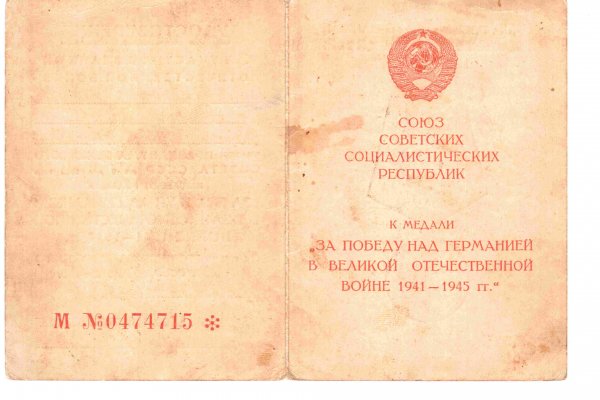 М №0474715 *
СОЮЗ
СОВЕТСКИХ
СОЦИАЛИСТИЧЕСКИХ
РЕСПУБЛИК
К МЕДАЛИ
„ЗА ПОБЕДУ НАД ГЕРМАНИЕЙ
В ВЕЛИКОЙ ОТЕЧЕСТВЕННОЙ
ВОЙНЕ 1941—1945 гг.“